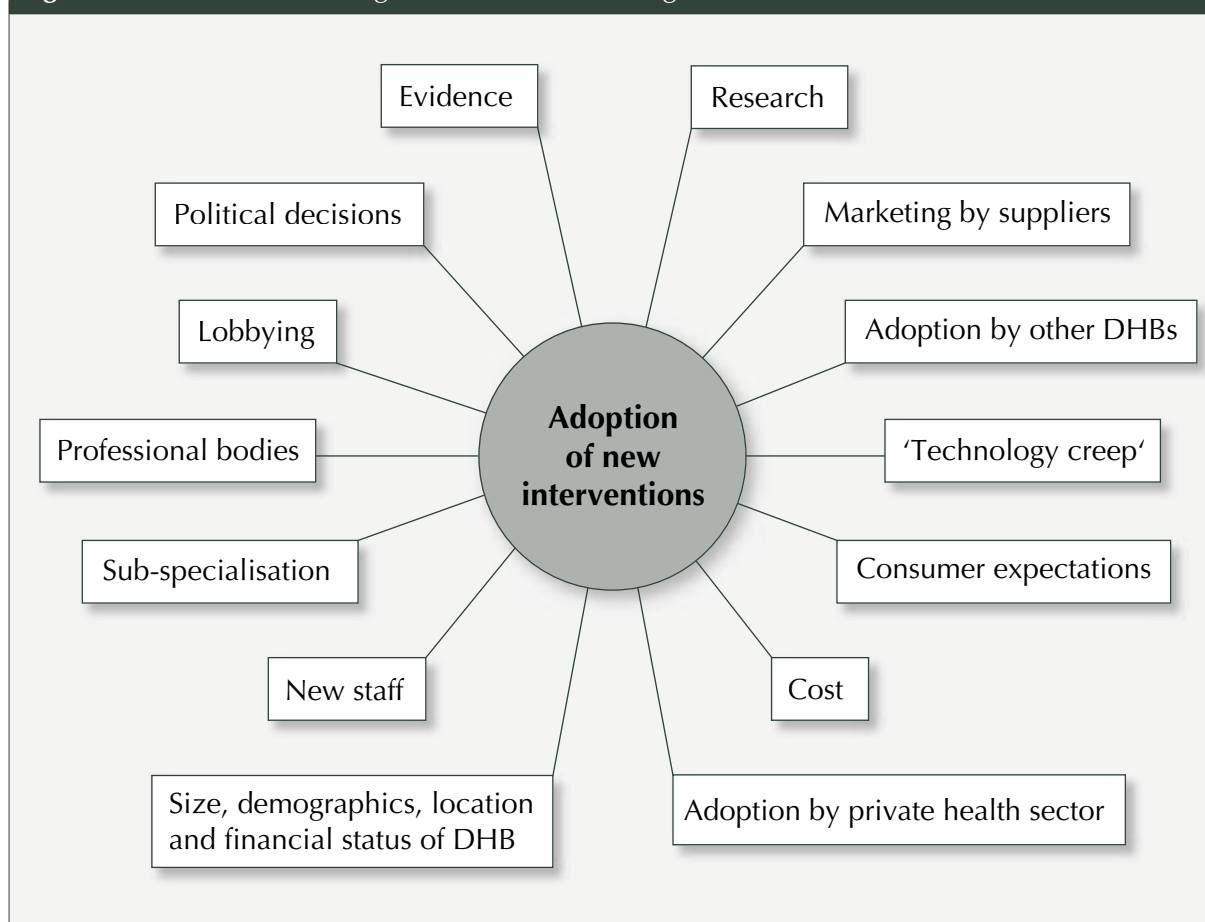 Evidence
Research
Political decisions
Marketing by suppliers
Lobbying
Adoption by other DHBs
Adoption
of new
interventions
Professional bodies
‘Technology creep‘
Sub-specialisation
Consumer expectations
New staff
Cost
Size, demographics, location
and financial status of DHB
Adoption by private health sector